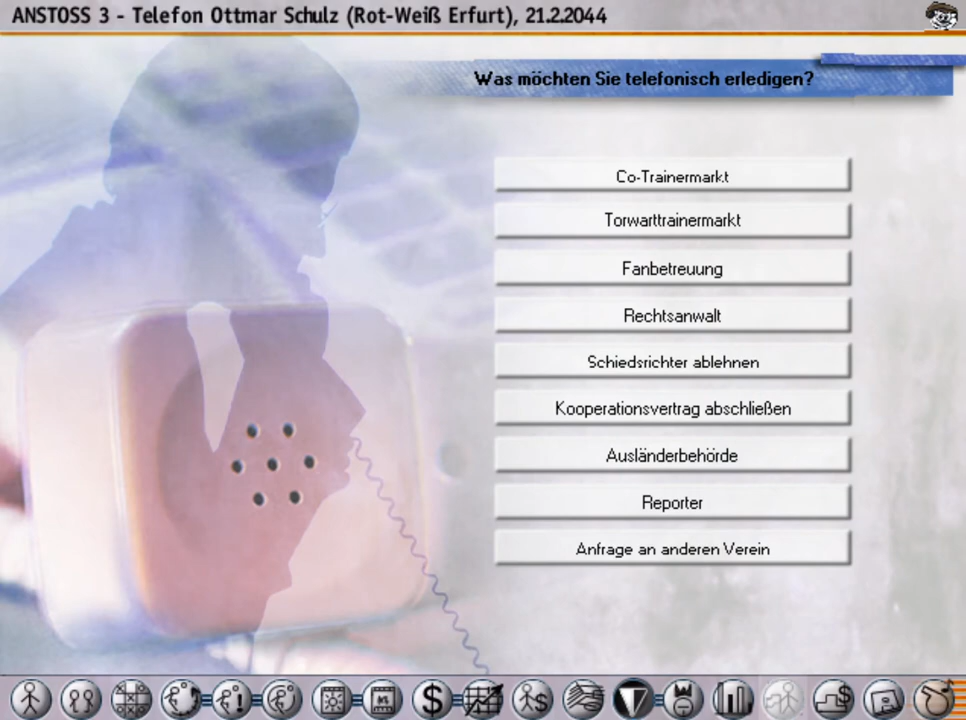 ANSTOSS 3 - Telefon Ottmar Schulz (Rot-Weiß Erfurt), 21.2.2044
Was möchten Sie telefonisch erledigen?
Co-Trainermarkt
Torwarttrainermarkt
Fanbetreuung
Rechtsanwalt
Schiedsrichter ablehnen
Kooperationsvertrag abschließen
Ausländerbehörde
Reporter
Anfrage an anderen Verein